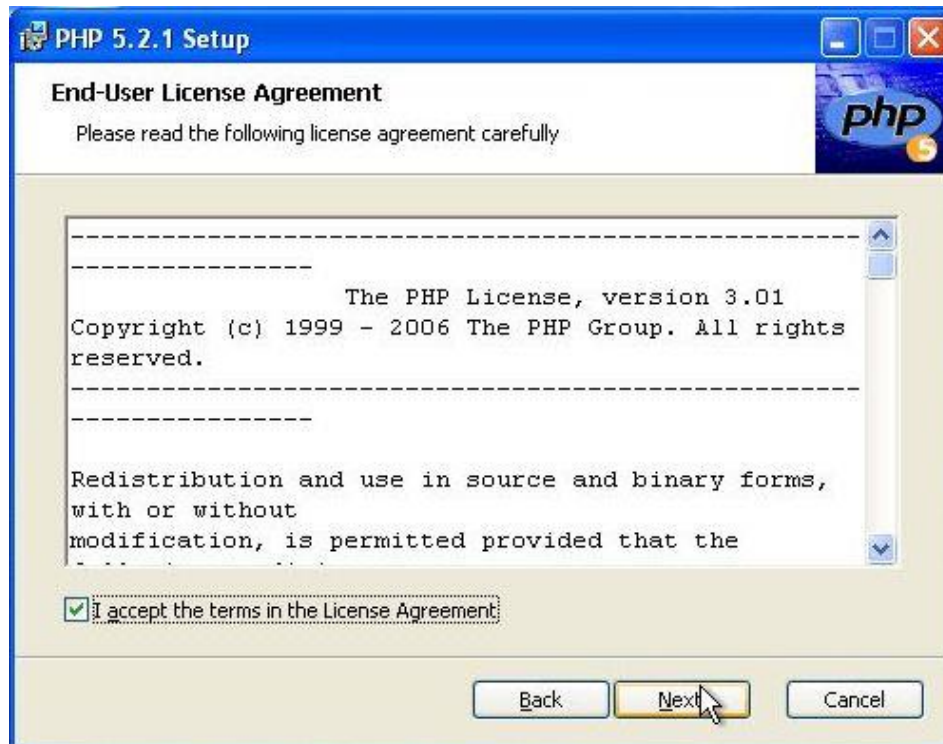 PHP 5.2.1 Setup
End-User License Agreement
Please read the following license agreement carefully
php
5
------------------------------------------------------
----------------
The PHP License, version 3.01
Copyright (c) 1999 - 2006 The PHP Group. All rights
reserved.
------------------------------------------------------
----------------
Redistribution and use in source and binary forms,
with or without
modification, is permitted provided that the
I accept the terms in the License Agreement
Back Next Cancel